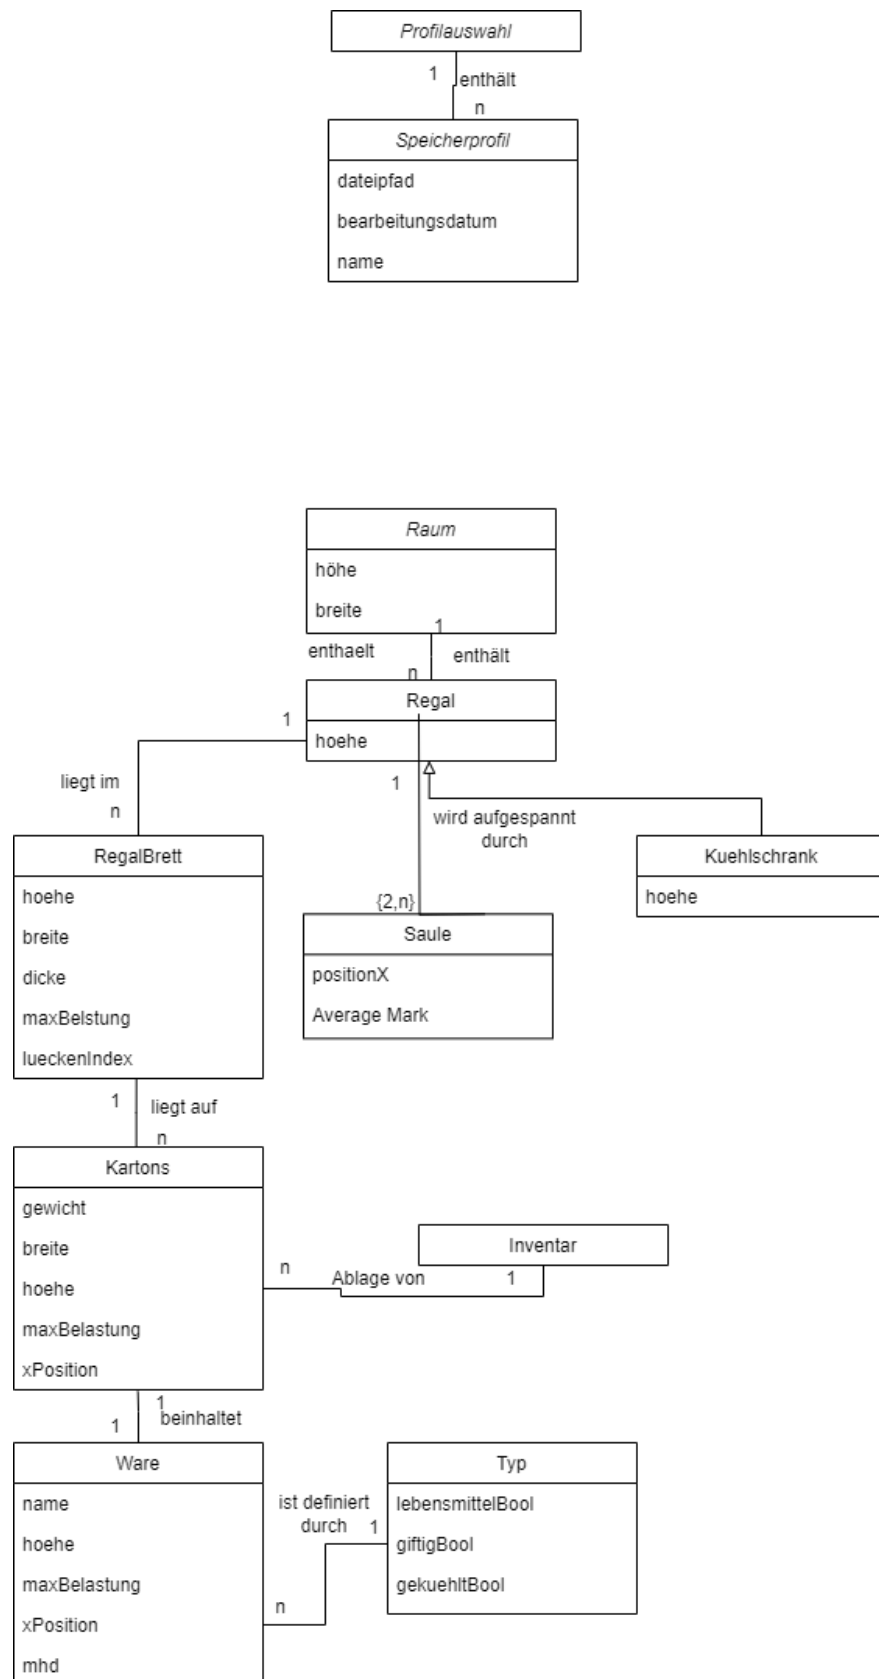 Profilauswahl
1
enthält
n
Speicherprofil
dateipfad
bearbeitungsdatum
name
Raum
höhe
breite
1
enthaelt
enthält
n
Regal
hoehe
1
liegt im
n
1
wird aufgespannt
durch
{2,n}
RegalBrett
hoehe
breite
dicke
maxBelstung
lueckenIndex
Saule
positionX
Average Mark
Kuehlschrank
hoehe
1
liegt auf
n
Kartons
gewicht
breite
hoehe
maxBelastung
xPosition
n
Ablage von
1
Inventar
1
beinhaltet
1
Ware
name
hoehe
maxBelastung
xPosition
mhd
ist definiert
durch
1
n
Typ
lebensmittelBool
giftigBool
gekuehltBool